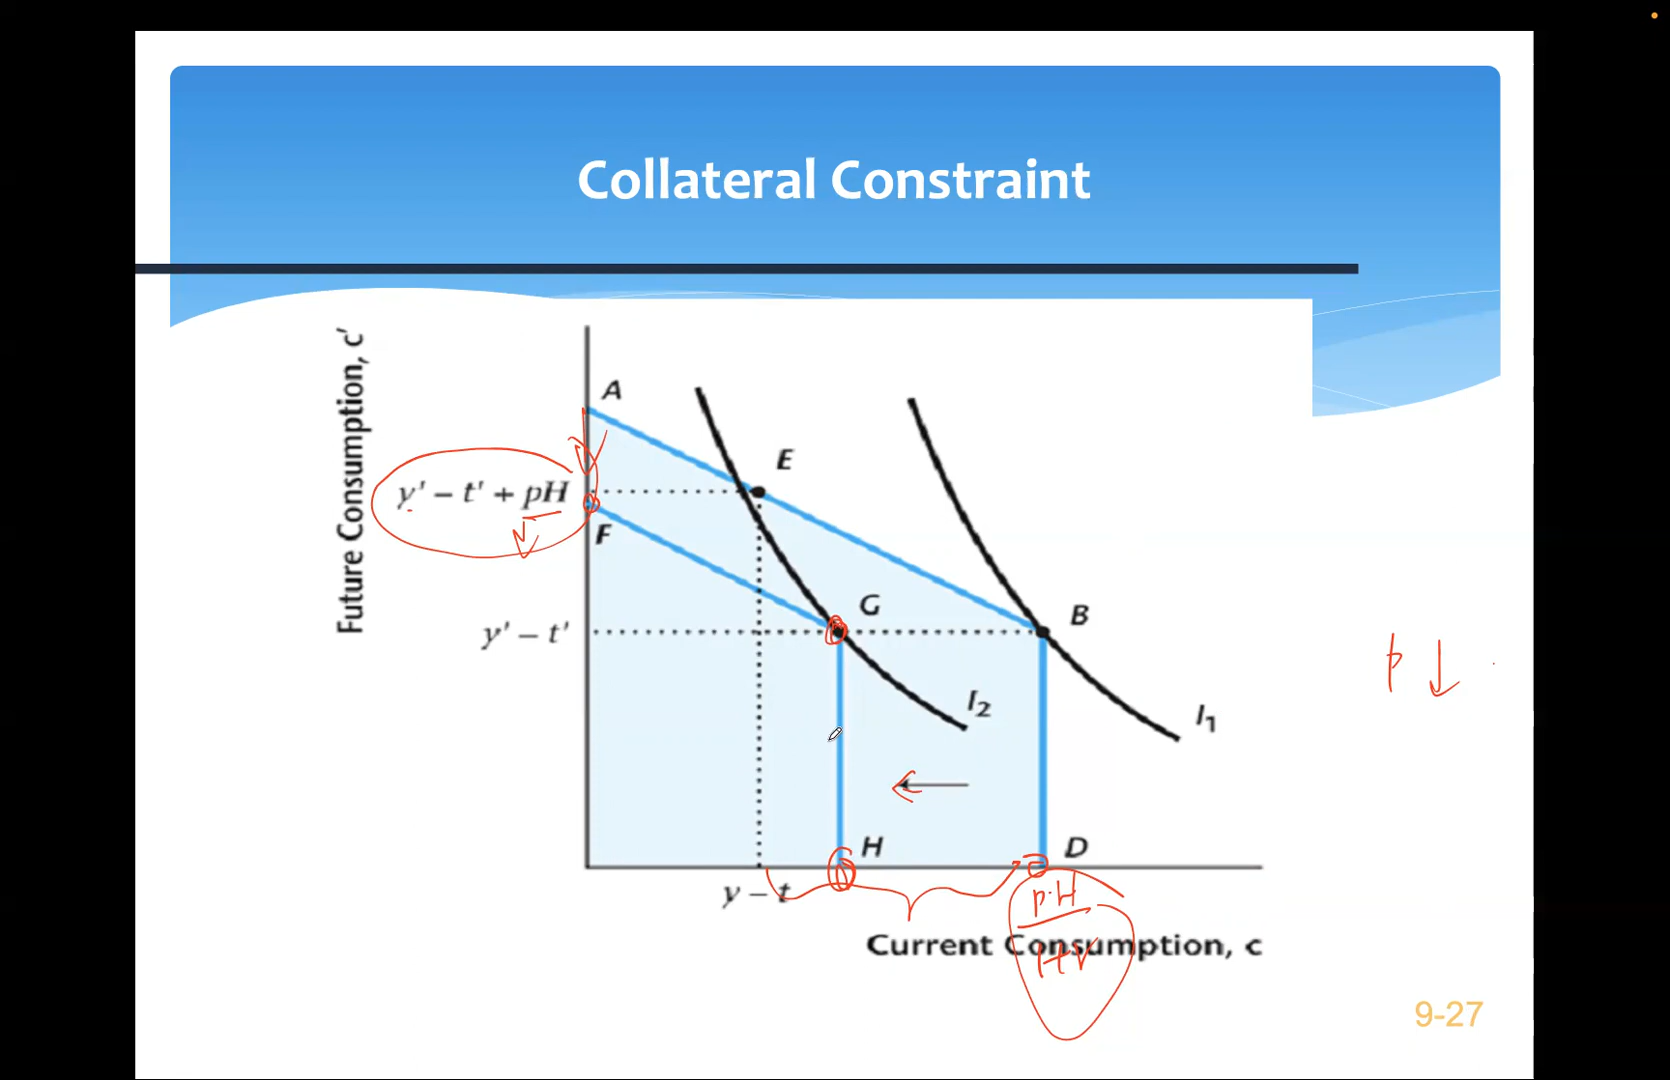 Collateral Constraint
Future Consumption, c'
A
E
y' – t' + pH
F
G
B
y' – t'
p ↓
I₂
I₁
H
D
y – t
p·H
1+r
Current Consumption, c
9-27